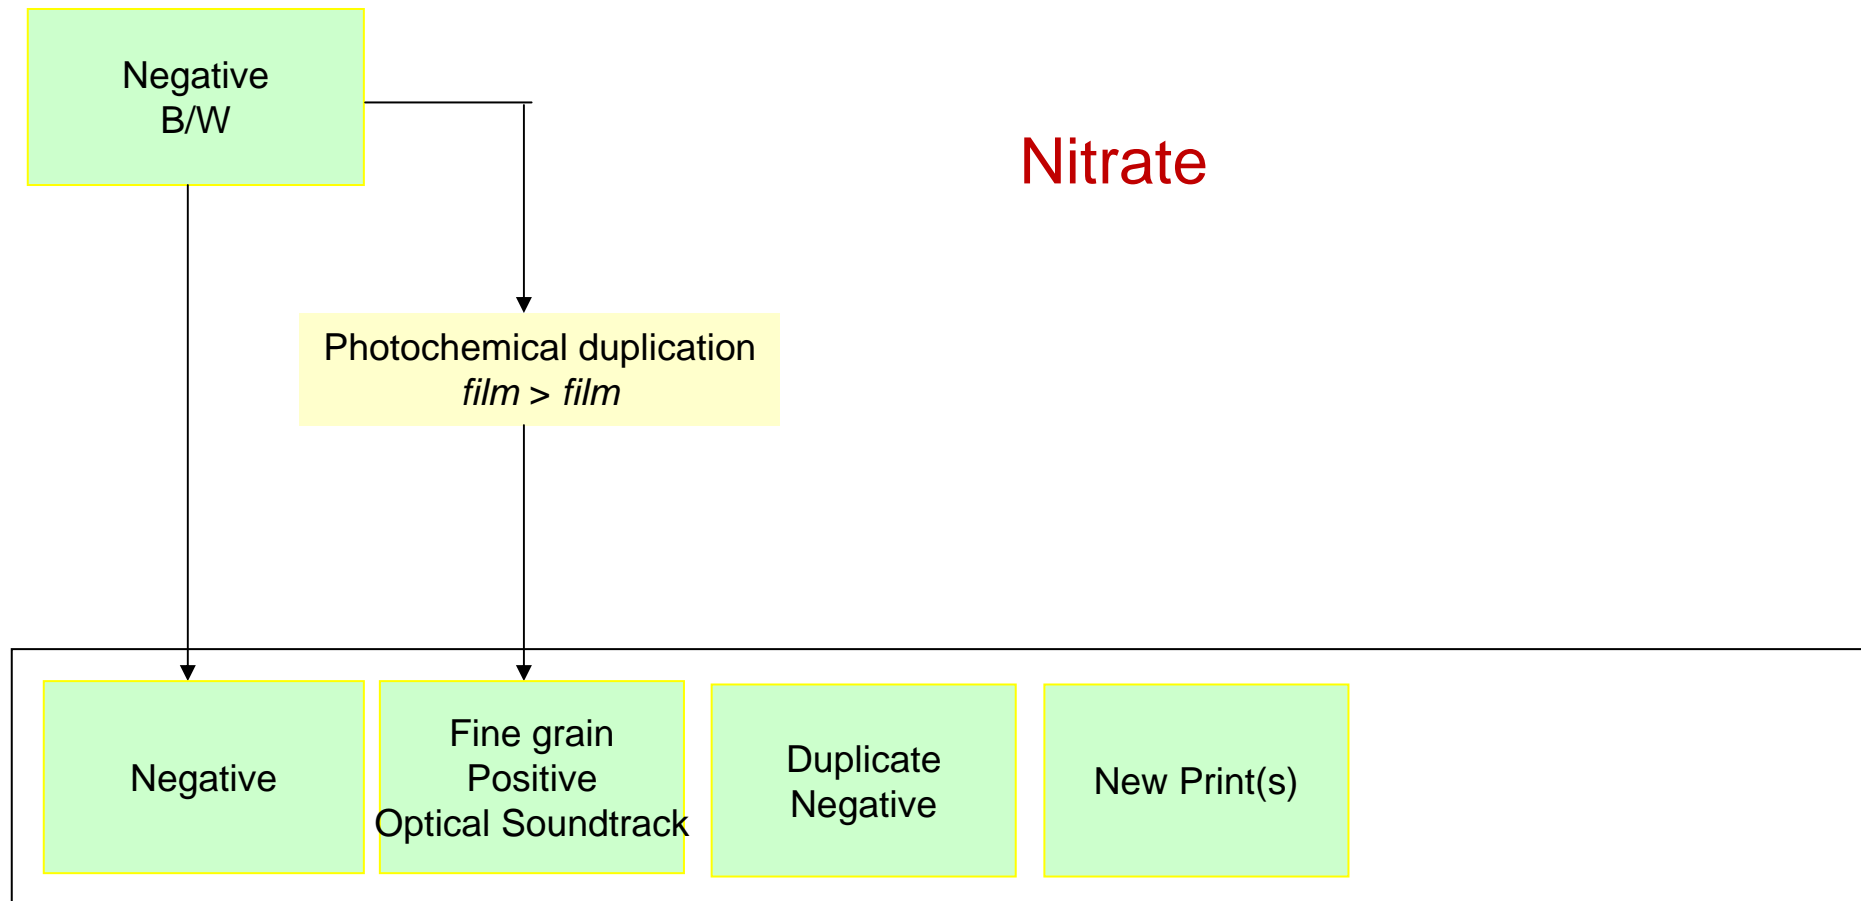 Negative
B/W
Nitrate
Photochemical duplication
film > film
Negative
Fine grain
Positive
Optical Soundtrack
Duplicate
Negative
New Print(s)